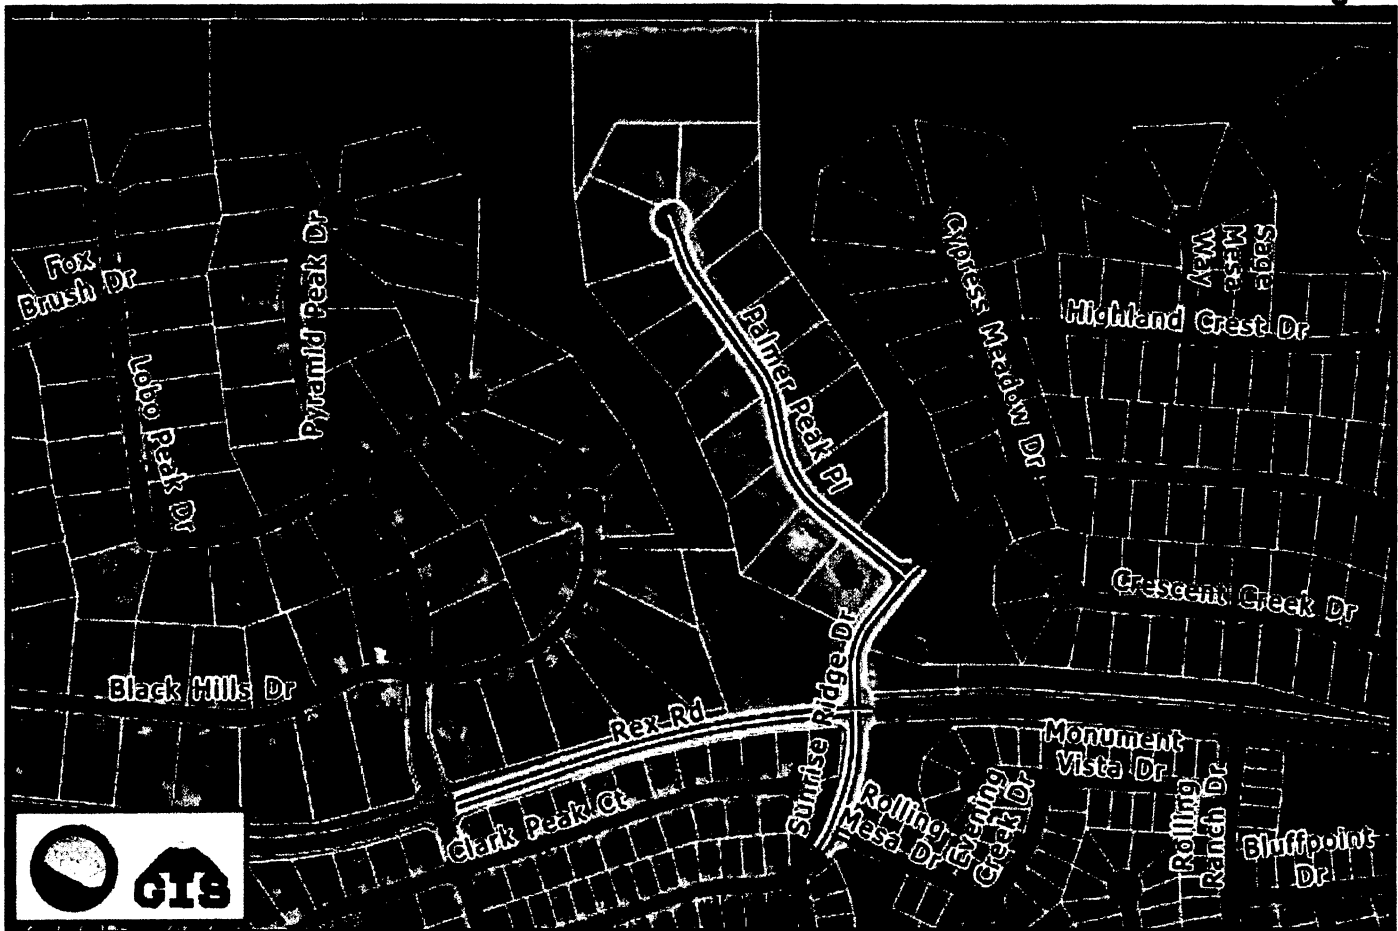 Fox
Brush Dr
Lobo Peak Dr
Pyramid Peak Dr
Palmer Peak Pl
Cypress Meadow Dr
Sage
Mesa
Way
Highland Crest Dr
Crescent Creek Dr
Black Hills Dr
Rex Rd
Sunrise Ridge Dr
Clark Peak Ct
Monument
Vista Dr
Rolling
Mesa Dr
Evening
Creek Dr
Rolling
Ranch Dr
Bluffpoint
Dr
GIS